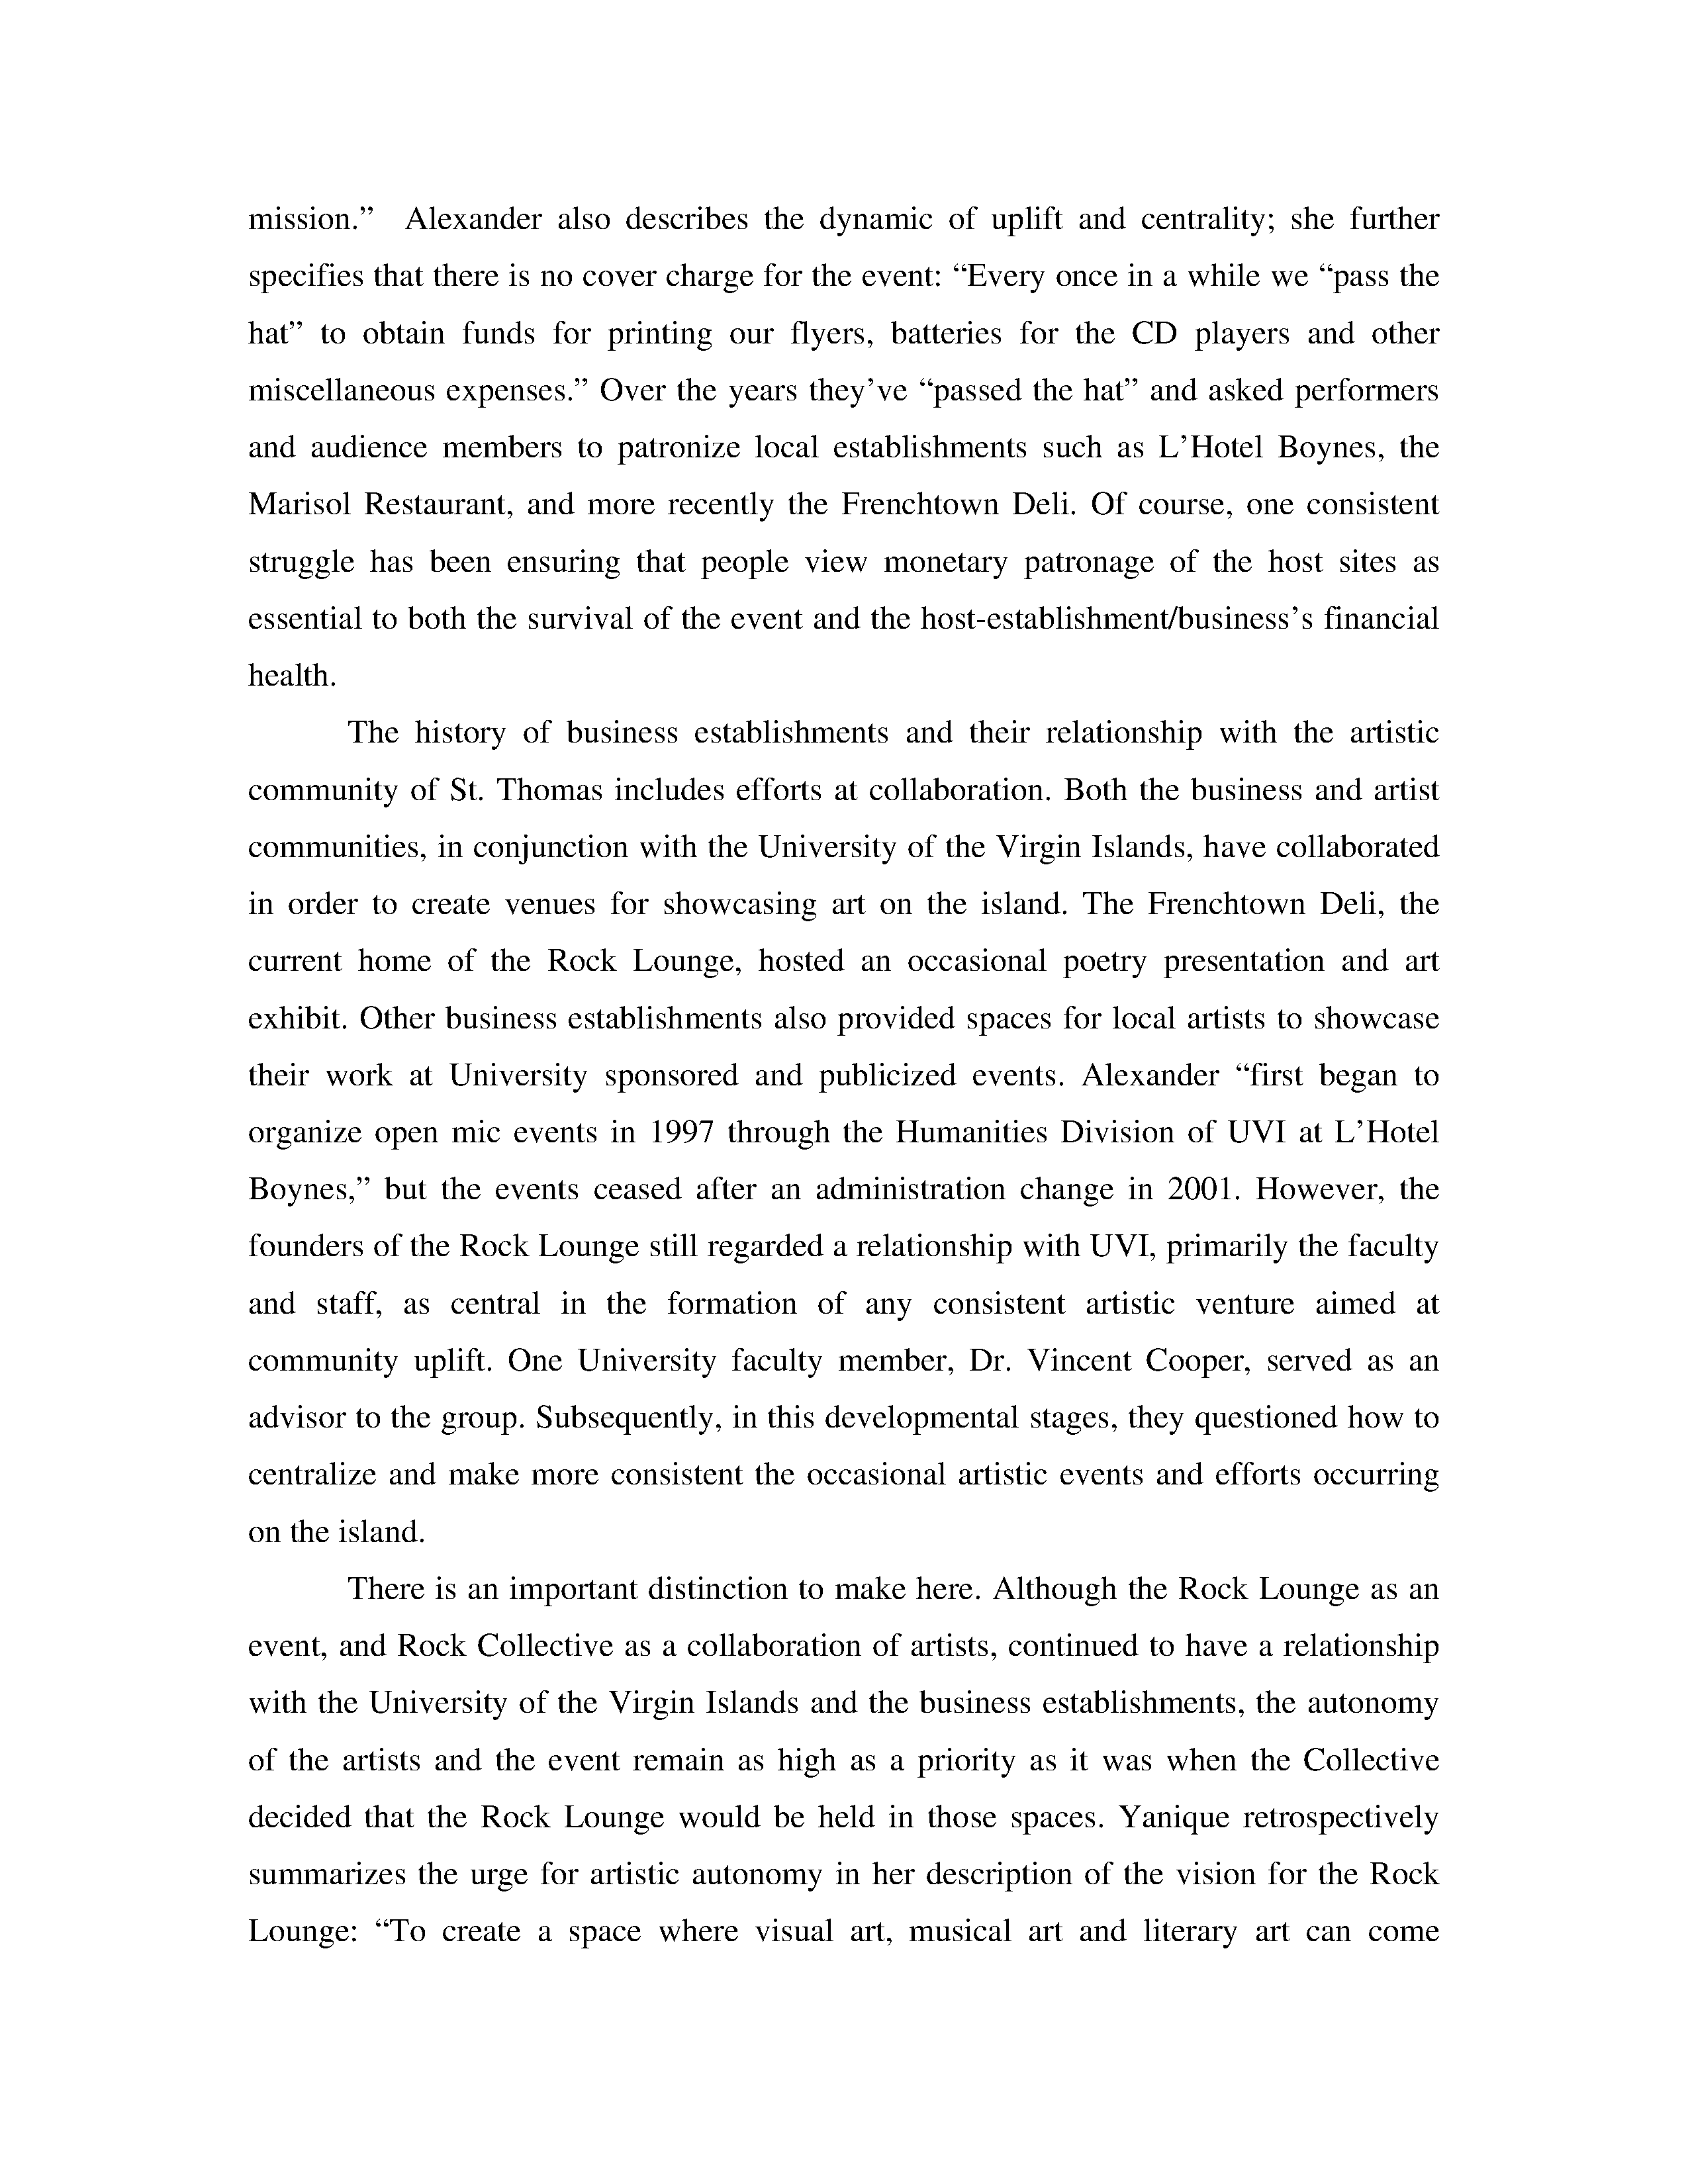 mission.” Alexander also describes the dynamic of uplift and centrality; she further
specifies that there is no cover charge for the event: “Every once in a while we “pass the
hat” to obtain funds for printing our flyers, batteries for the CD players and other
miscellaneous expenses.” Over the years they’ve “passed the hat” and asked performers
and audience members to patronize local establishments such as L’Hotel Boynes, the
Marisol Restaurant, and more recently the Frenchtown Deli. Of course, one consistent
struggle has been ensuring that people view monetary patronage of the host sites as
essential to both the survival of the event and the host-establishment/business’s financial
health.
The history of business establishments and their relationship with the artistic
community of St. Thomas includes efforts at collaboration. Both the business and artist
communities, in conjunction with the University of the Virgin Islands, have collaborated
in order to create venues for showcasing art on the island. The Frenchtown Deli, the
current home of the Rock Lounge, hosted an occasional poetry presentation and art
exhibit. Other business establishments also provided spaces for local artists to showcase
their work at University sponsored and publicized events. Alexander “first began to
organize open mic events in 1997 through the Humanities Division of UVI at L’Hotel
Boynes,” but the events ceased after an administration change in 2001. However, the
founders of the Rock Lounge still regarded a relationship with UVI, primarily the faculty
and staff, as central in the formation of any consistent artistic venture aimed at
community uplift. One University faculty member, Dr. Vincent Cooper, served as an
advisor to the group. Subsequently, in this developmental stages, they questioned how to
centralize and make more consistent the occasional artistic events and efforts occurring
on the island.
There is an important distinction to make here. Although the Rock Lounge as an
event, and Rock Collective as a collaboration of artists, continued to have a relationship
with the University of the Virgin Islands and the business establishments, the autonomy
of the artists and the event remain as high as a priority as it was when the Collective
decided that the Rock Lounge would be held in those spaces. Yanique retrospectively
summarizes the urge for artistic autonomy in her description of the vision for the Rock
Lounge: “To create a space where visual art, musical art and literary art can come